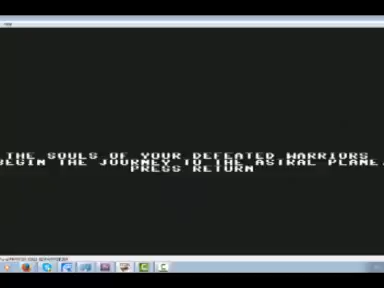 THE SOULS OF YOUR DEFEATED WARRIORS
BEGIN THE JOURNEY TO THE ASTRAL PLANE.
PRESS RETURN